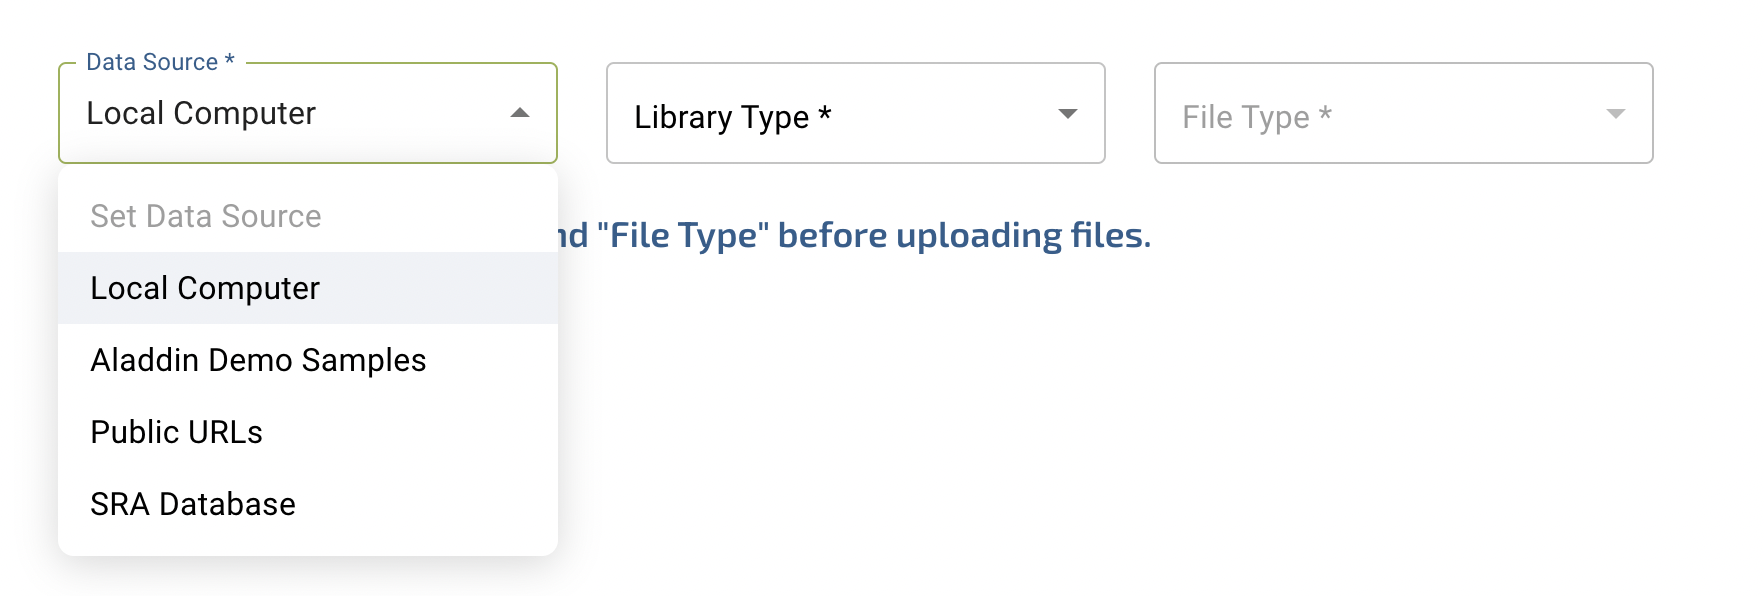 Data Source *
Local Computer
Library Type *
File Type *
Set Data Source
"File Type" before uploading files.
Local Computer
Aladdin Demo Samples
Public URLs
SRA Database